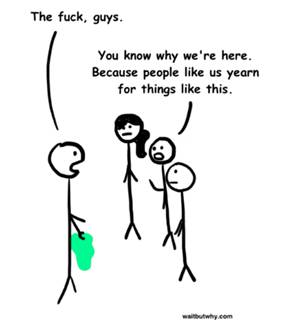 The fuck, guys.
You know why we're here.
Because people like us yearn
for things like this.
waitbutwhy.com